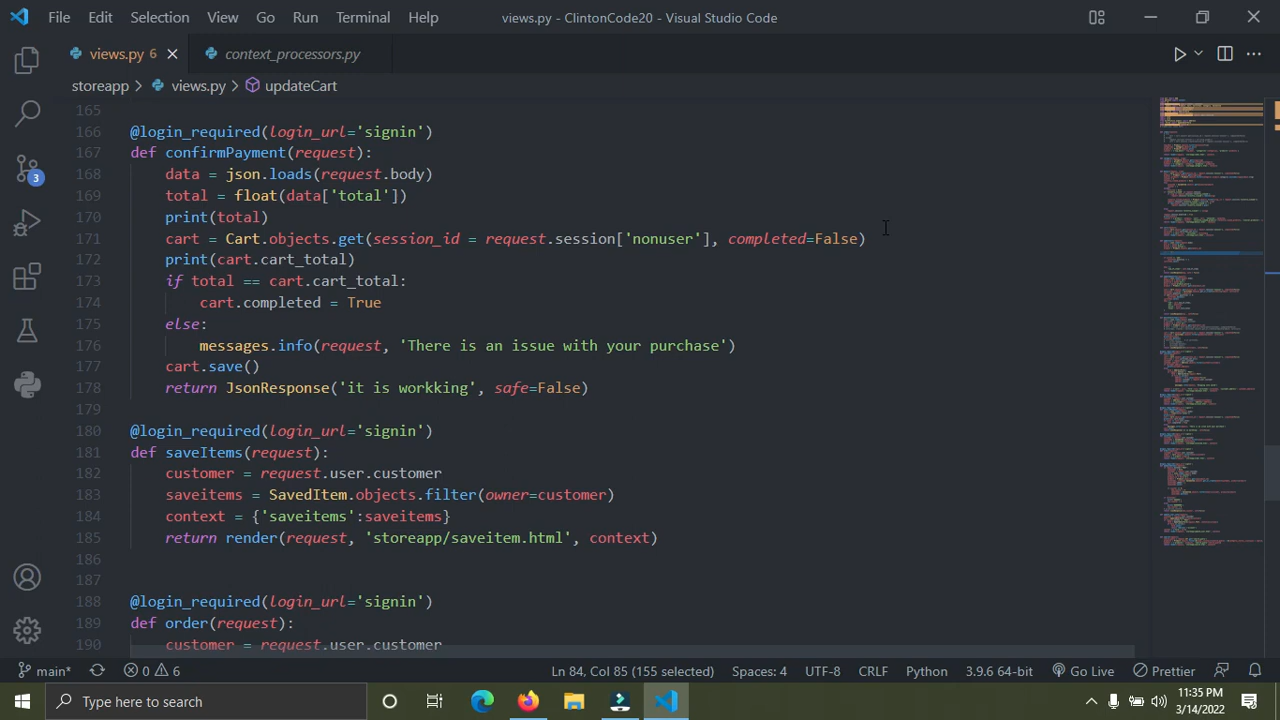 File Edit Selection View Go Run Terminal Help views.py - ClintonCode20 - Visual Studio Code
views.py 6 context_processors.py
storeapp > views.py > updateCart
165
166 @login_required(login_url='signin')
167 def confirmPayment(request):
168 data = json.loads(request.body)
169 total = float(data['total'])
170 print(total)
171 cart = Cart.objects.get(session_id = request.session['nonuser'], completed=False)
172 print(cart.cart_total)
173 if total == cart.cart_total:
174 cart.completed = True
175 else:
176 messages.info(request, 'There is an issue with your purchase')
177 cart.save()
178 return JsonResponse('it is workking', safe=False)
179
180 @login_required(login_url='signin')
181 def saveItems(request):
182 customer = request.user.customer
183 saveitems = SavedItem.objects.filter(owner=customer)
184 context = {'saveitems':saveitems}
185 return render(request, 'storeapp/saveitem.html', context)
186
187
188 @login_required(login_url='signin')
189 def order(request):
190 customer = request.user.customer
3
main* 0 6 Ln 84, Col 85 (155 selected) Spaces: 4 UTF-8 CRLF Python 3.9.6 64-bit Go Live Prettier
Type here to search
11:35 PM
3/14/2022